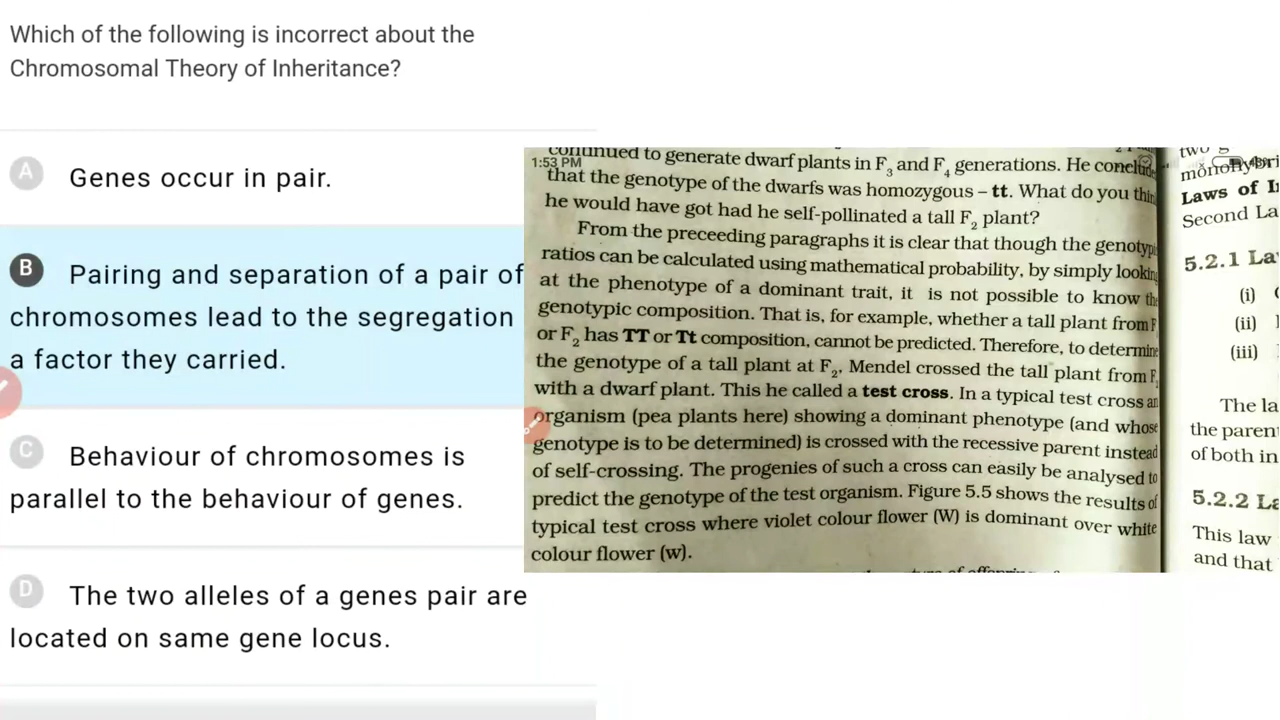 Which of the following is incorrect about the
Chromosomal Theory of Inheritance?
A Genes occur in pair.
B Pairing and separation of a pair of
chromosomes lead to the segregation
a factor they carried.
C Behaviour of chromosomes is
parallel to the behaviour of genes.
D The two alleles of a genes pair are
located on same gene locus.
1:53 PM
continued to generate dwarf plants in F3 and F4 generations. He conclude
that the genotype of the dwarfs was homozygous – tt. What do you thin
he would have got had he self-pollinated a tall F2 plant?
From the preceeding paragraphs it is clear that though the genotypi
ratios can be calculated using mathematical probability, by simply lookin
at the phenotype of a dominant trait, it is not possible to know the
genotypic composition. That is, for example, whether a tall plant from F
or F2 has TT or Tt composition, cannot be predicted. Therefore, to determine
the genotype of a tall plant at F2, Mendel crossed the tall plant from F
with a dwarf plant. This he called a test cross. In a typical test cross an
organism (pea plants here) showing a dominant phenotype (and whose
genotype is to be determined) is crossed with the recessive parent instead
of self-crossing. The progenies of such a cross can easily be analysed to
predict the genotype of the test organism. Figure 5.5 shows the results of
typical test cross where violet colour flower (W) is dominant over white
colour flower (w).
two
monohybri
Laws of I
Second La
5.2.1 La
(i)
(ii)
(iii)
The la
the paren
of both in
5.2.2 La
This law
and that